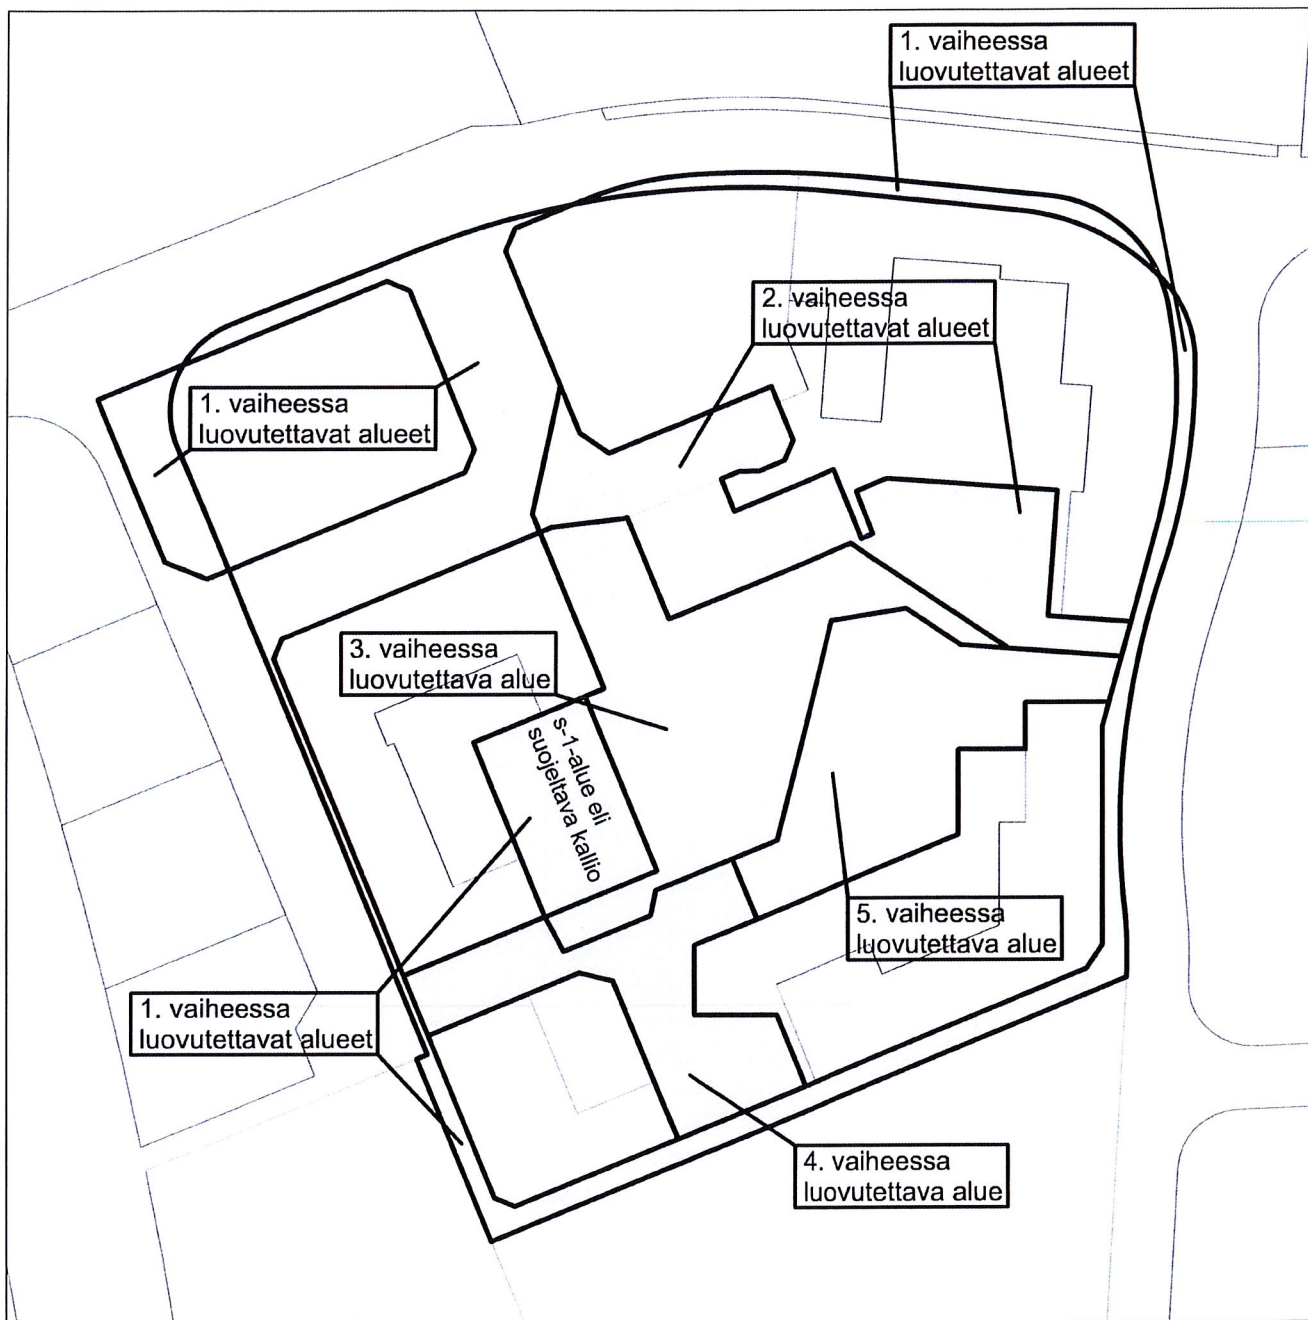 1. vaiheessa
luovutettavat alueet
2. vaiheessa
luovutettavat alueet
1. vaiheessa
luovutettavat alueet
3. vaiheessa
luovutettava alue
s-1-alue eli
suojeltava kallio
5. vaiheessa
luovutettava alue
1. vaiheessa
luovutettavat alueet
4. vaiheessa
luovutettava alue